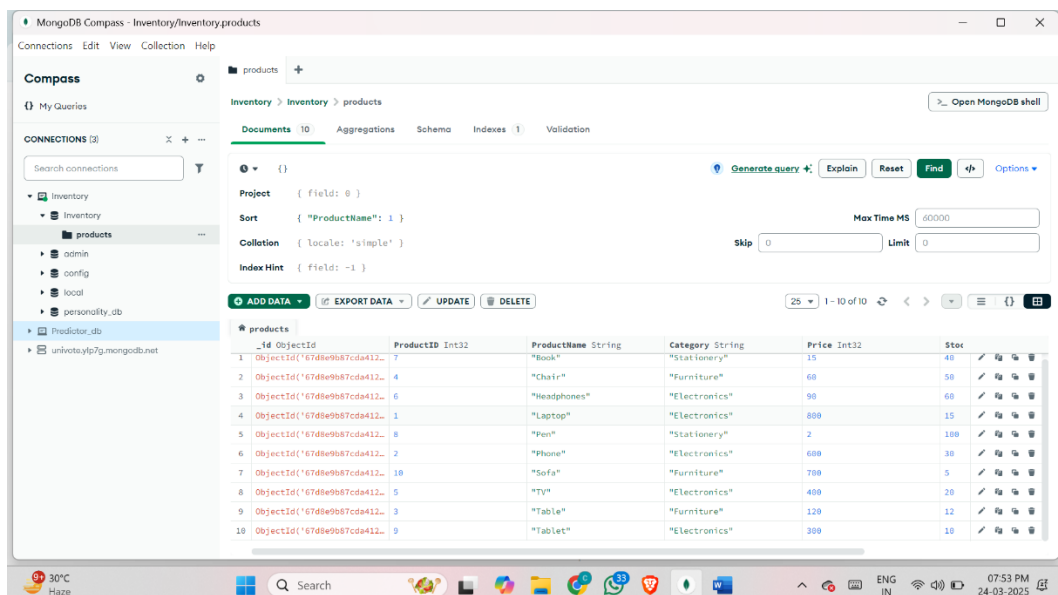 MongoDB Compass - Inventory/Inventory.products
Connections Edit View Collection Help
Compass
{} My Queries
CONNECTIONS (3)
Search connections
Inventory
Inventory
products
admin
config
local
personality_db
Predictor_db
univote.ylp7g.mongodb.net
products
Inventory > Inventory > products
>_ Open MongoDB shell
Documents 10 Aggregations Schema Indexes 1 Validation
{} Generate query Explain Reset Find </> Options
Project { field: 0 }
Sort { "ProductName": 1 } Max Time MS 60000
Collation { locale: 'simple' } Skip 0 Limit 0
Index Hint { field: -1 }
ADD DATA EXPORT DATA UPDATE DELETE 25 1 - 10 of 10 {}
products
_id ObjectId ProductID Int32 ProductName String Category String Price Int32 Stoc
1 ObjectId('67d8e9b87cda412… 7 "Book" "Stationery" 15 40
2 ObjectId('67d8e9b87cda412… 4 "Chair" "Furniture" 60 50
3 ObjectId('67d8e9b87cda412… 6 "Headphones" "Electronics" 90 60
4 ObjectId('67d8e9b87cda412… 1 "Laptop" "Electronics" 800 15
5 ObjectId('67d8e9b87cda412… 8 "Pen" "Stationery" 2 100
6 ObjectId('67d8e9b87cda412… 2 "Phone" "Electronics" 600 30
7 ObjectId('67d8e9b87cda412… 10 "Sofa" "Furniture" 700 5
8 ObjectId('67d8e9b87cda412… 5 "TV" "Electronics" 400 20
9 ObjectId('67d8e9b87cda412… 3 "Table" "Furniture" 120 12
10 ObjectId('67d8e9b87cda412… 9 "Tablet" "Electronics" 300 10
9+ 30°C
Haze
Search
33
ENG
IN
07:53 PM
24-03-2025